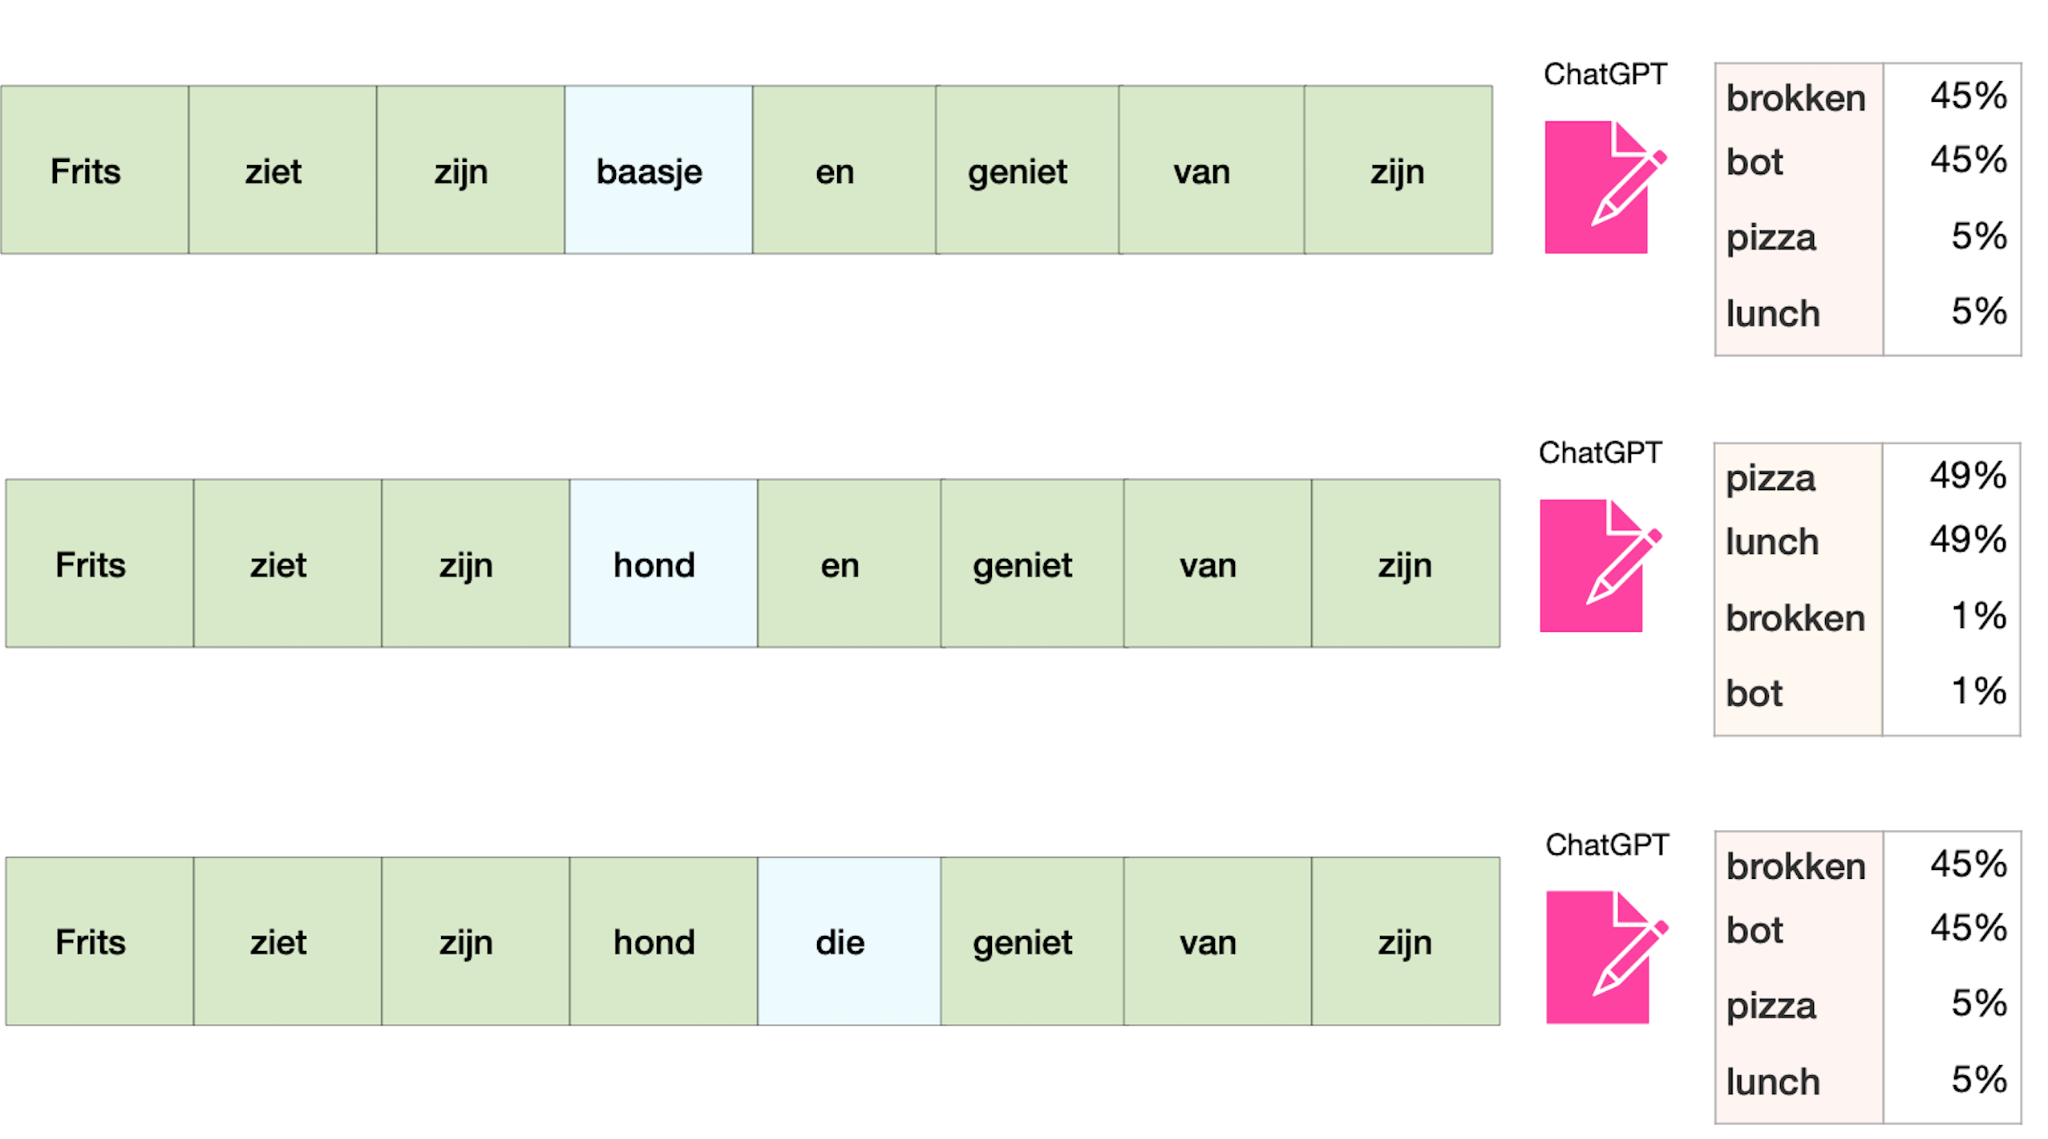 ChatGPT
Frits ziet zijn baasje en geniet van zijn
brokken 45%
bot 45%
pizza 5%
lunch 5%
ChatGPT
Frits ziet zijn hond en geniet van zijn
pizza 49%
lunch 49%
brokken 1%
bot 1%
ChatGPT
Frits ziet zijn hond die geniet van zijn
brokken 45%
bot 45%
pizza 5%
lunch 5%